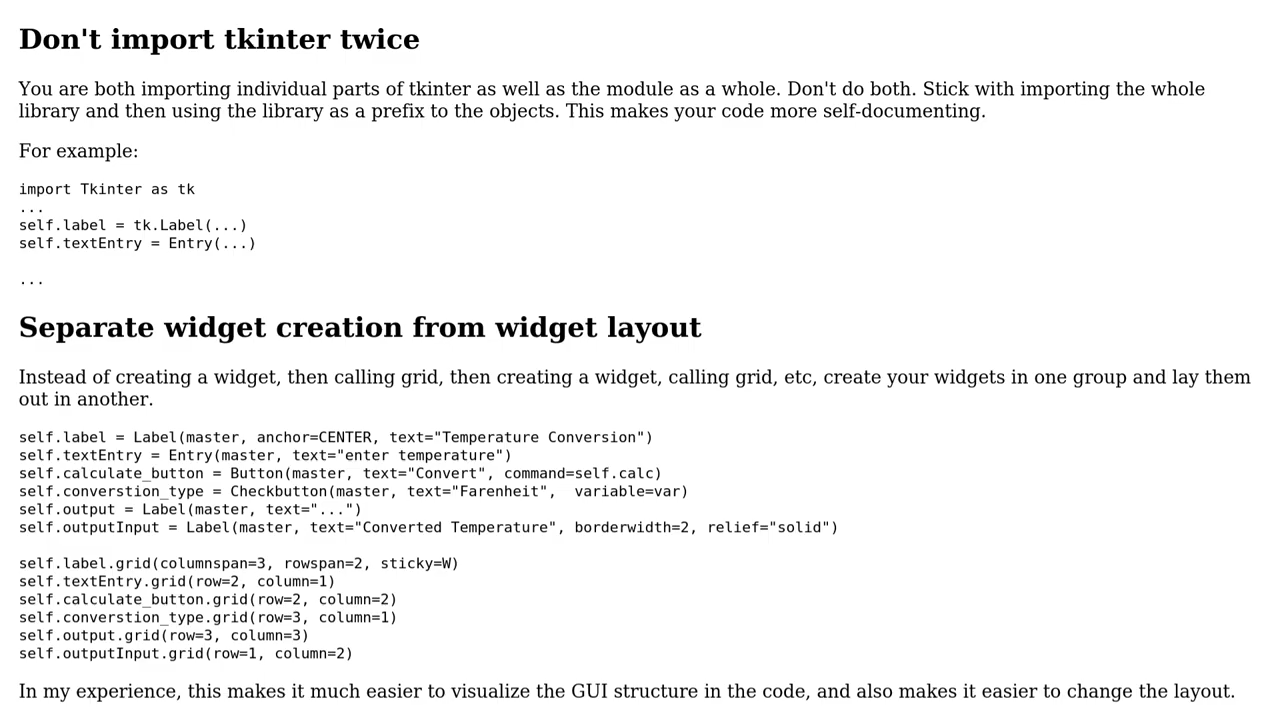 Don't import tkinter twice
You are both importing individual parts of tkinter as well as the module as a whole. Don't do both. Stick with importing the whole
library and then using the library as a prefix to the objects. This makes your code more self-documenting.
For example:
import Tkinter as tk
...
self.label = tk.Label(...)
self.textEntry = Entry(...)
...
Separate widget creation from widget layout
Instead of creating a widget, then calling grid, then creating a widget, calling grid, etc, create your widgets in one group and lay them
out in another.
self.label = Label(master, anchor=CENTER, text="Temperature Conversion")
self.textEntry = Entry(master, text="enter temperature")
self.calculate_button = Button(master, text="Convert", command=self.calc)
self.converstion_type = Checkbutton(master, text="Farenheit",  variable=var)
self.output = Label(master, text="...")
self.outputInput = Label(master, text="Converted Temperature", borderwidth=2, relief="solid")
self.label.grid(columnspan=3, rowspan=2, sticky=W)
self.textEntry.grid(row=2, column=1)
self.calculate_button.grid(row=2, column=2)
self.converstion_type.grid(row=3, column=1)
self.output.grid(row=3, column=3)
self.outputInput.grid(row=1, column=2)
In my experience, this makes it much easier to visualize the GUI structure in the code, and also makes it easier to change the layout.